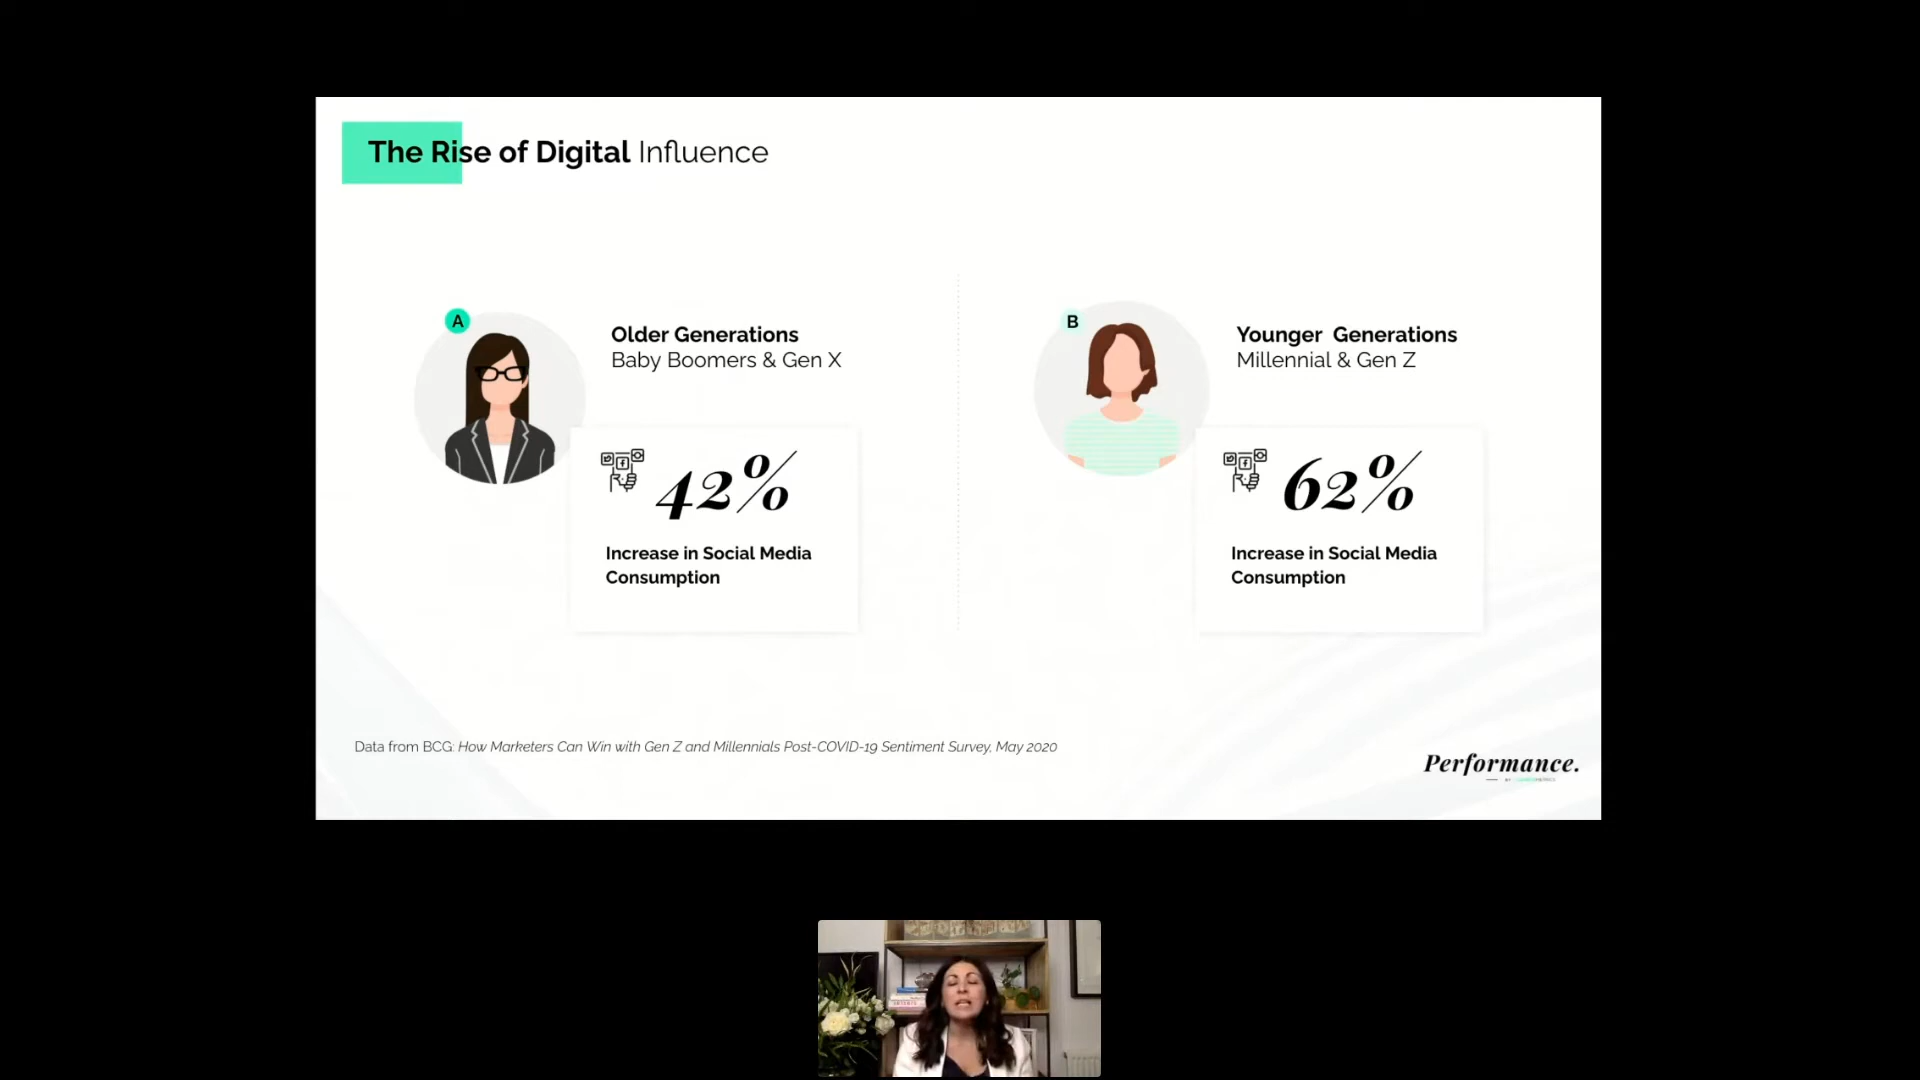 The Rise of Digital Influence
A
Older Generations
Baby Boomers & Gen X
42%
Increase in Social Media
Consumption
B
Younger Generations
Millennial & Gen Z
62%
Increase in Social Media
Consumption
Data from BCG: How Marketers Can Win with Gen Z and Millennials Post-COVID-19 Sentiment Survey, May 2020
Performance.